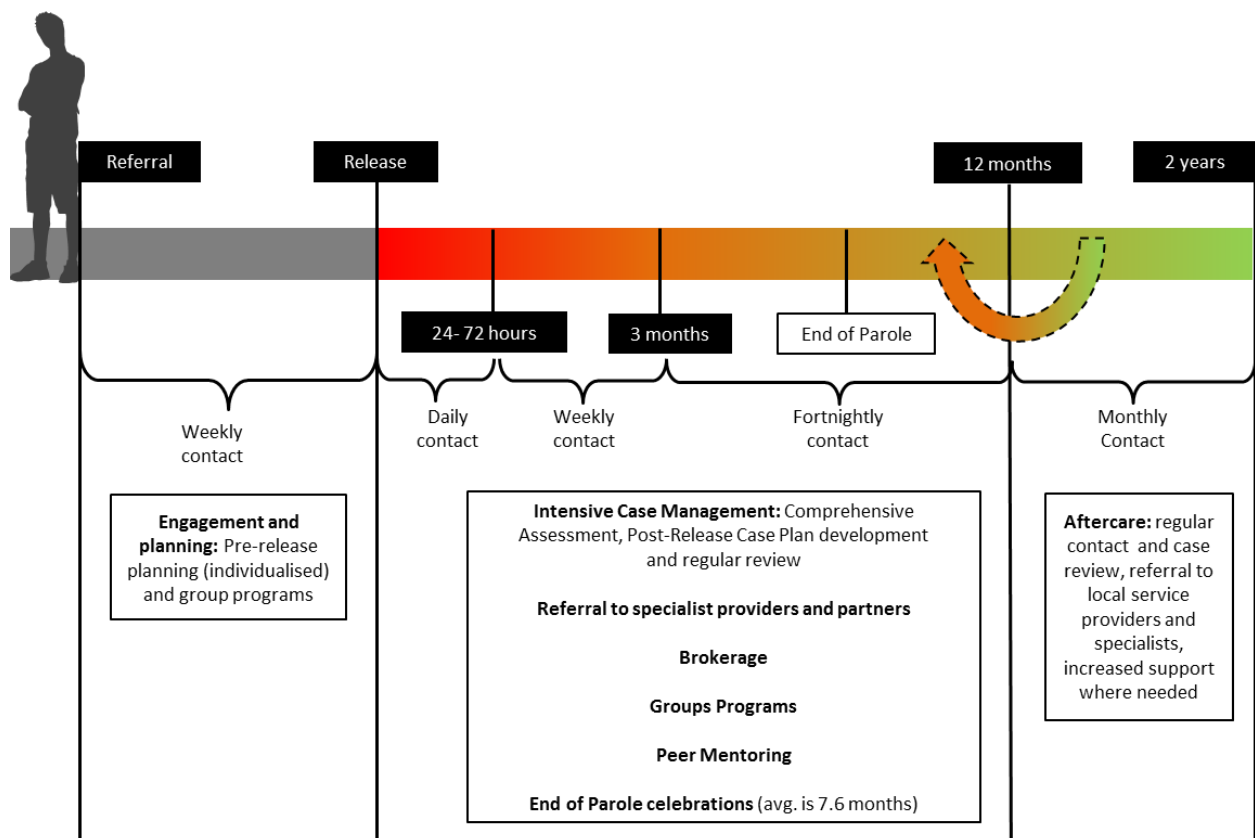 Referral
Release
12 months
2 years
24- 72 hours
3 months
End of Parole
Weekly
contact
Daily
contact
Weekly
contact
Fortnightly
contact
Monthly
Contact
Engagement and
planning: Pre-release
planning (individualised)
and group programs
Intensive Case Management: Comprehensive
Assessment, Post-Release Case Plan development
and regular review
Referral to specialist providers and partners
Brokerage
Groups Programs
Peer Mentoring
End of Parole celebrations (avg. is 7.6 months)
Aftercare: regular
contact and case
review, referral to
local service
providers and
specialists,
increased support
where needed